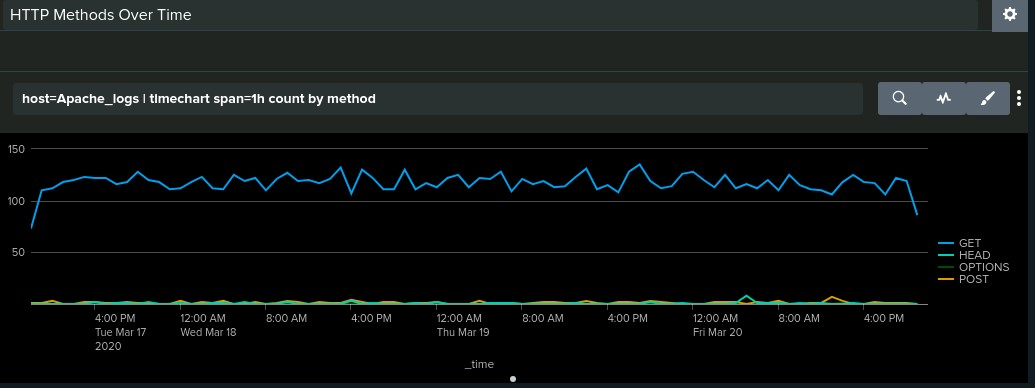 HTTP Methods Over Time
host=Apache_logs | timechart span=1h count by method
150
100
50
GET
HEAD
OPTIONS
POST
4:00 PM 12:00 AM 8:00 AM 4:00 PM 12:00 AM 8:00 AM 4:00 PM 12:00 AM 8:00 AM 4:00 PM
Tue Mar 17 Wed Mar 18 Thu Mar 19 Fri Mar 20
2020
_time